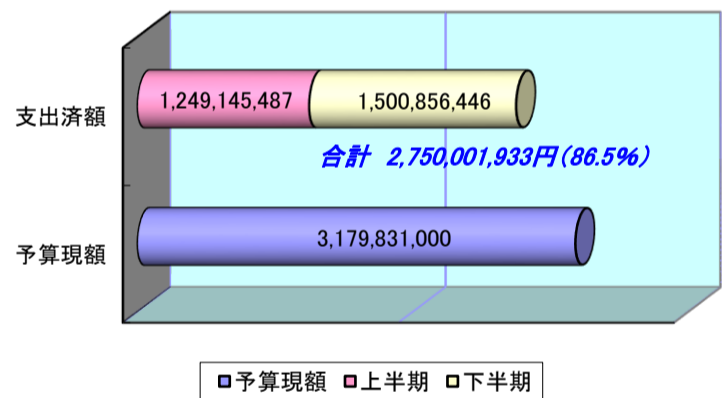 支出済額
1,249,145,487
1,500,856,446
合計 2,750,001,933円(86.5%)
予算現額
3,179,831,000
予算現額 上半期 下半期